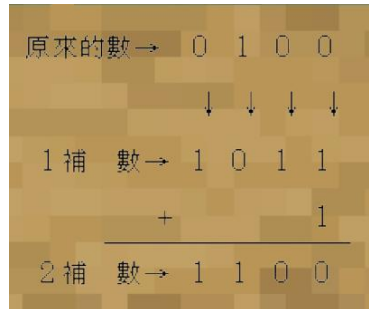 原來的數→ 0 1 0 0
↓ ↓ ↓ ↓
1補 數→ 1 0 1 1
+ 1
2補 數→ 1 1 0 0